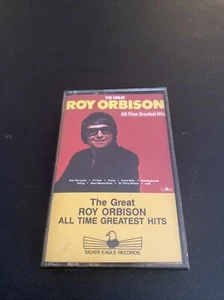 THE GREAT
ROY ORBISON
All-Time Greatest Hits
The Great
ROY ORBISON
ALL TIME GREATEST HITS
SILVER EAGLE RECORDS